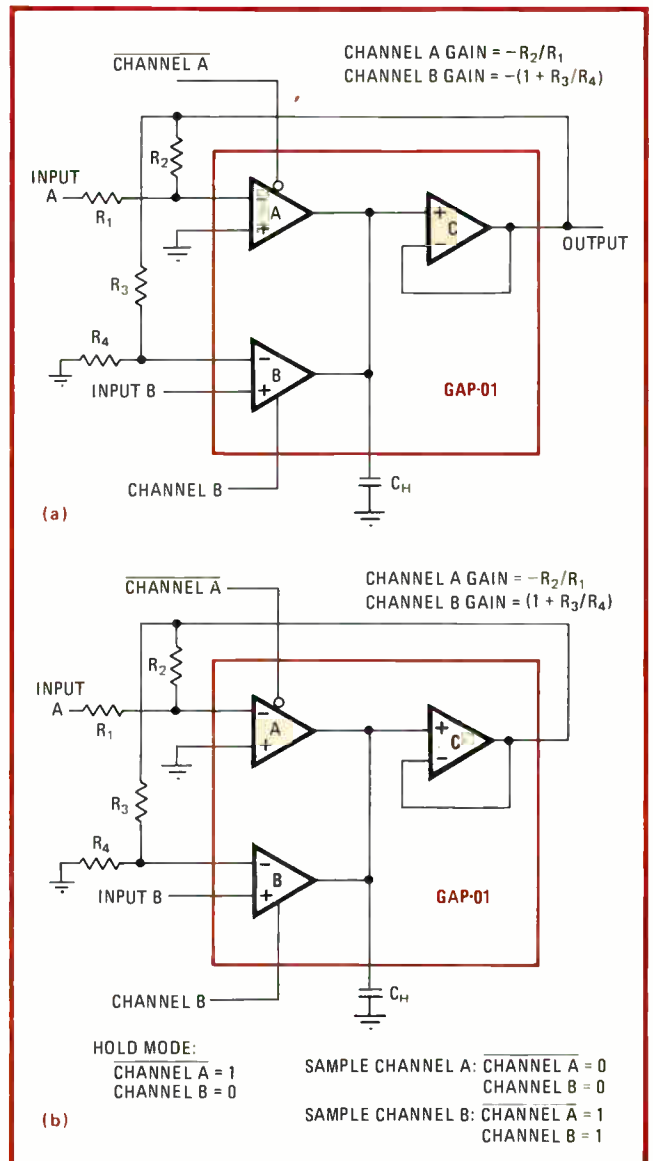 CHANNEL A
CHANNEL A GAIN = -R2/R1
CHANNEL B GAIN = -(1 + R3/R4)
R2
INPUT
A
R1
- A +
+ C -
OUTPUT
R3
R4
INPUT B
- B +
GAP-01
CHANNEL B
CH
(a)
CHANNEL A
CHANNEL A GAIN = -R2/R1
CHANNEL B GAIN = (1 + R3/R4)
R2
INPUT
A
R1
- A +
+ C -
R3
R4
INPUT B
- B +
GAP-01
CHANNEL B
CH
HOLD MODE:
CHANNEL A = 1
CHANNEL B = 0
SAMPLE CHANNEL A: CHANNEL A = 0
CHANNEL B = 0
SAMPLE CHANNEL B: CHANNEL A = 1
CHANNEL B = 1
(b)